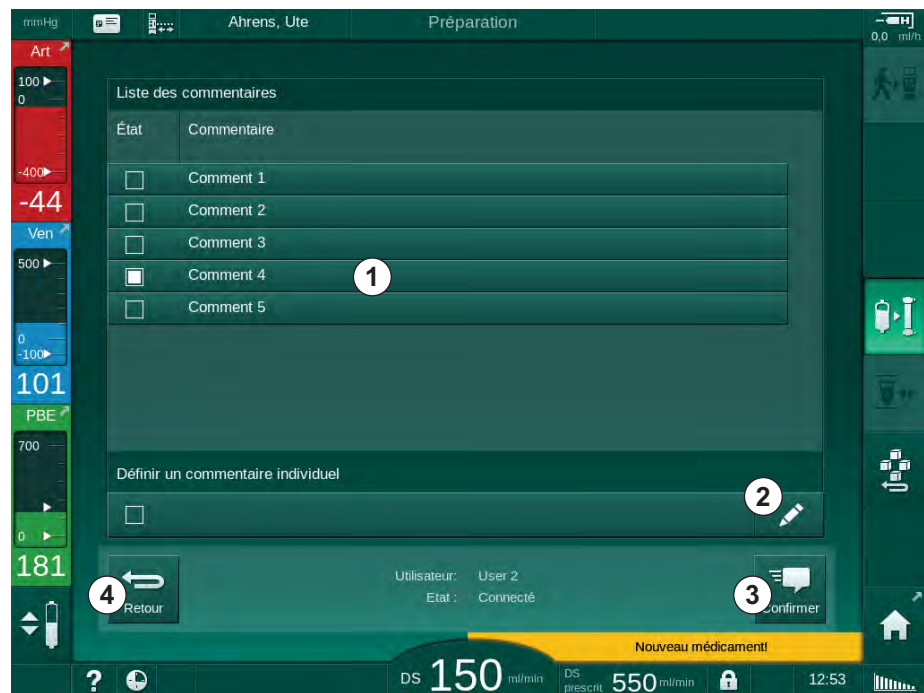 mmHg Ahrens, Ute Préparation 0,0 ml/h
Art
100
0
-400
-44
Ven
500
0
-100
101
PBE
700
0
181
Liste des commentaires
État Commentaire
Comment 1
Comment 2
Comment 3
Comment 4 1
Comment 5
Définir un commentaire individuel
2
Utilisateur: User 2
Etat : Connecté
4 Retour
3 Confirmer
Nouveau médicament!
? DS 150 ml/min DS prescrit 550 ml/min 12:53